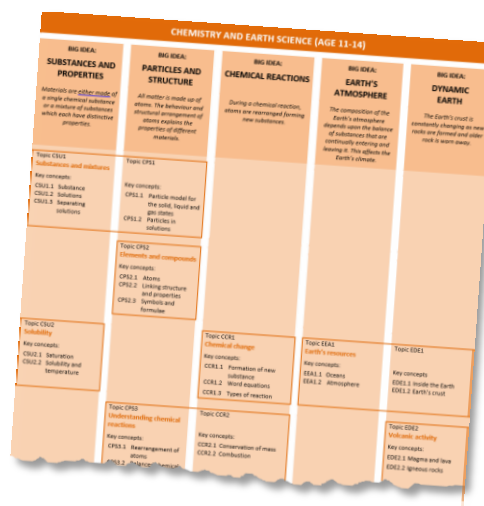 CHEMISTRY AND EARTH SCIENCE (AGE 11-14)
BIG IDEA:
SUBSTANCES AND
PROPERTIES
Materials are either made of
a single chemical substance
or a mixture of substances
which each have distinctive
properties.
BIG IDEA:
PARTICLES AND
STRUCTURE
All matter is made up of
atoms. The behaviour and
structural arrangement of
atoms explains the
properties of different
materials.
BIG IDEA:
CHEMICAL REACTIONS
During a chemical reaction,
atoms are rearranged forming
new substances
BIG IDEA:
EARTH'S
ATMOSPHERE
The composition of the
Earth's atmosphere
depends upon the balance
of substances that are
continually entering and
leaving it. This affects the
Earth's climate.
BIG IDEA:
DYNAMIC
EARTH
The Earth's crust is
constantly changing as new
rocks are formed and older
rock is worn away.
Topic CSU1
Substances and mixtures
Key concepts:
CSU1.1 Substance
CSU1.2 Solutions
CSU1.3 Separating
solutions
Topic CPS1
Key concepts:
CPS1.1 Particle model for
the solid, liquid and
gas states
CPS1.2 Particles in
solutions
Topic CPS2
Elements and compounds
Key concepts:
CPS2.1 Atoms
CPS2.2 Linking structure
and properties
CPS2.3 Symbols and
formulae
Topic CSU2
Solubility
Key concepts:
CSU2.1 Saturation
CSU2.2 Solubility and
temperature
Topic CCR1
Chemical change
Key concepts:
CCR1.1 Formation of new
substance
CCR1.2 Word equations
CCR1.3 Types of reaction
Topic EEA1
Earth's resources
Key concepts:
EEA1.1 Oceans
EEA1.2 Atmosphere
Topic EDE1
Key concepts:
EDE1.1 Inside the Earth
EDE1.2 Earth's crust
Topic CPS3
Understanding chemical
reactions
Key concepts:
CPS3.1 Rearrangement of
atoms
Topic CCR2
Key concepts:
CCR2.1 Conservation of mass
CCR2.2 Combustion
Topic EDE2
Volcanic activity
Key concepts:
EDE2.1 Magma and lava
EDE2.2 Igneous rocks